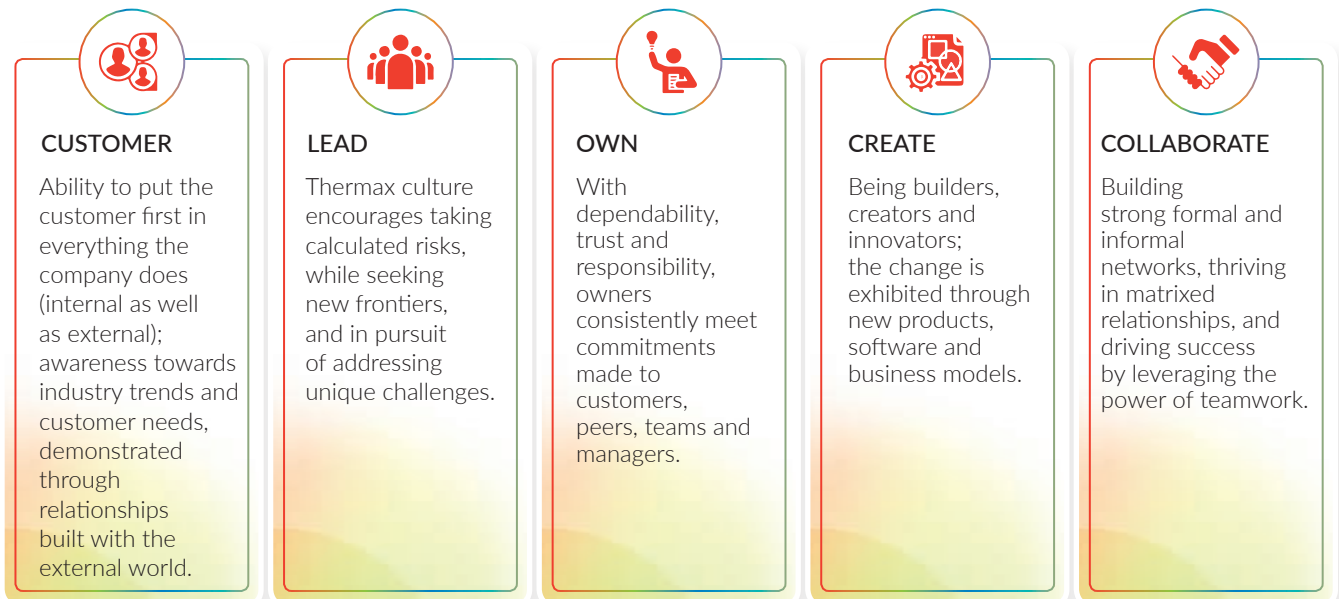 CUSTOMER
Ability to put the
customer first in
everything the
company does
(internal as well
as external);
awareness towards
industry trends and
customer needs,
demonstrated
through
relationships
built with the
external world.
LEAD
Thermax culture
encourages taking
calculated risks,
while seeking
new frontiers,
and in pursuit
of addressing
unique challenges.
OWN
With
dependability,
trust and
responsibility,
owners
consistently meet
commitments
made to
customers,
peers, teams and
managers.
CREATE
Being builders,
creators and
innovators;
the change is
exhibited through
new products,
software and
business models.
COLLABORATE
Building
strong formal and
informal
networks, thriving
in matrixed
relationships, and
driving success
by leveraging the
power of teamwork.